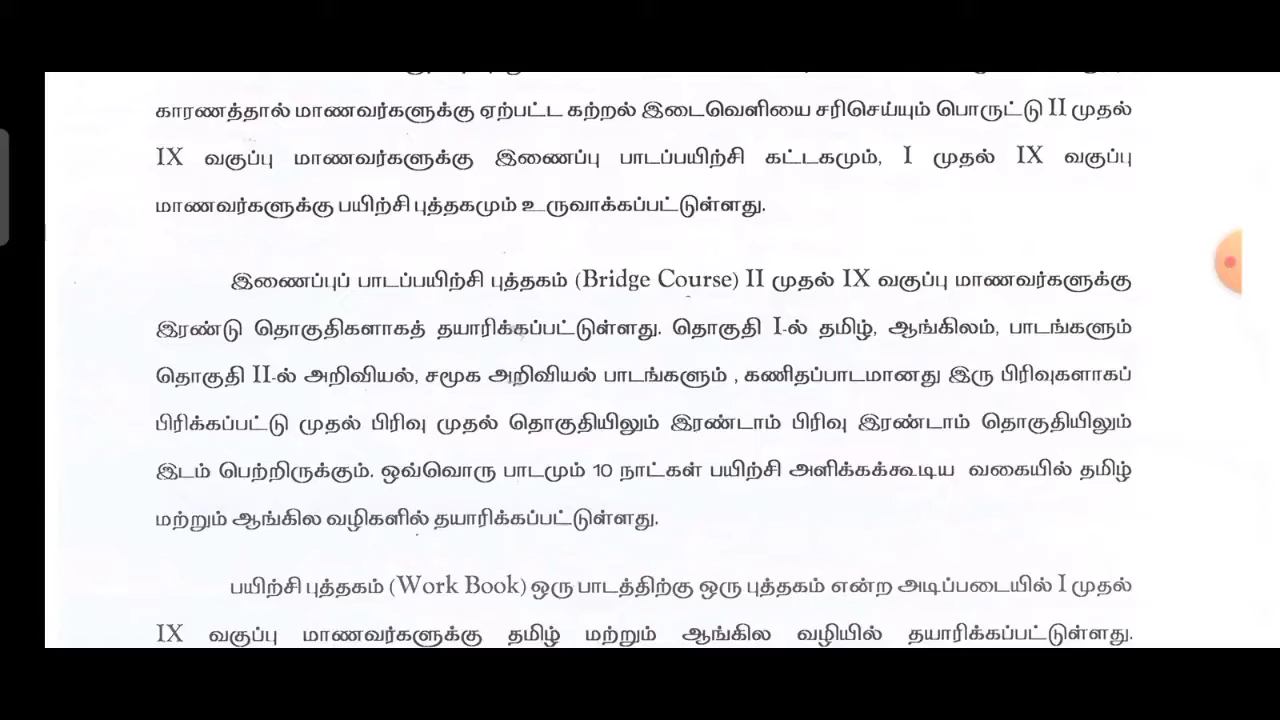 காரணத்தால் மாணவர்களுக்கு ஏற்பட்ட கற்றல் இடைவெளியை சரிசெய்யும் பொருட்டு II முதல்
IX வகுப்பு மாணவர்களுக்கு இணைப்பு பாடப்பயிற்சி கட்டகமும், I முதல் IX வகுப்பு
மாணவர்களுக்கு பயிற்சி புத்தகமும் உருவாக்கப்பட்டுள்ளது.
இணைப்புப் பாடப்பயிற்சி புத்தகம் (Bridge Course) II முதல் IX வகுப்பு மாணவர்களுக்கு
இரண்டு தொகுதிகளாகத் தயாரிக்கப்பட்டுள்ளது. தொகுதி I-ல் தமிழ், ஆங்கிலம், பாடங்களும்
தொகுதி II-ல் அறிவியல், சமூக அறிவியல் பாடங்களும் , கணிதப்பாடமானது இரு பிரிவுகளாகப்
பிரிக்கப்பட்டு முதல் பிரிவு முதல் தொகுதியிலும் இரண்டாம் பிரிவு இரண்டாம் தொகுதியிலும்
இடம் பெற்றிருக்கும். ஒவ்வொரு பாடமும் 10 நாட்கள் பயிற்சி அளிக்கக்கூடிய வகையில் தமிழ்
மற்றும் ஆங்கில வழிகளில் தயாரிக்கப்பட்டுள்ளது.
பயிற்சி புத்தகம் (Work Book) ஒரு பாடத்திற்கு ஒரு புத்தகம் என்ற அடிப்படையில் I முதல்
IX வகுப்பு மாணவர்களுக்கு தமிழ் மற்றும் ஆங்கில வழியில் தயாரிக்கப்பட்டுள்ளது.